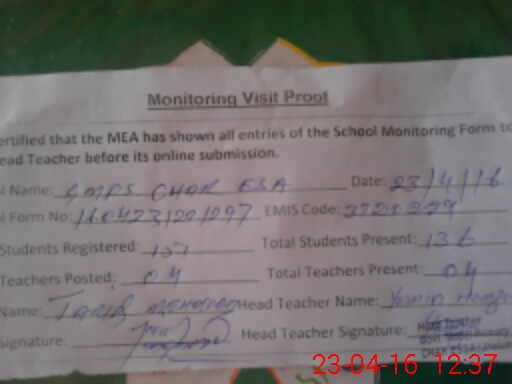 Monitoring Visit Proof
ertified that the MEA has shown all entries of the School Monitoring Form to
ead Teacher before its online submission.
l Name: GMPS CHAK ESA Date: 23/4/16
l Form No: EMIS Code:
Students Registered: Total Students Present: 136
Teachers Posted: 04 Total Teachers Present: 04
Name: TARIQ MEHMOOD Head Teacher Name: Yasmin
Signature: Head Teacher Signature:
Head Teacher
23-04-16 12:37